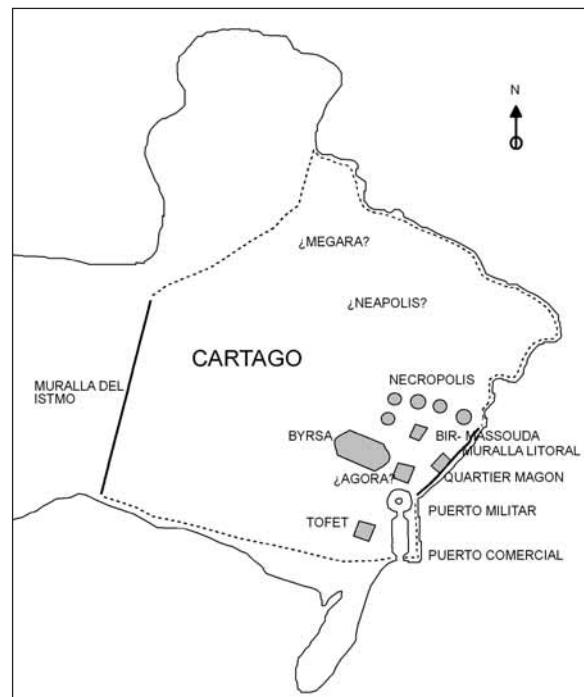 N
¿MEGARA?
¿NEAPOLIS?
CARTAGO
MURALLA DEL
ISTMO
NECROPOLIS
BYRSA
BIR- MASSOUDA
MURALLA LITORAL
¿AGORA?
QUARTIER MAGON
TOFET
PUERTO MILITAR
PUERTO COMERCIAL